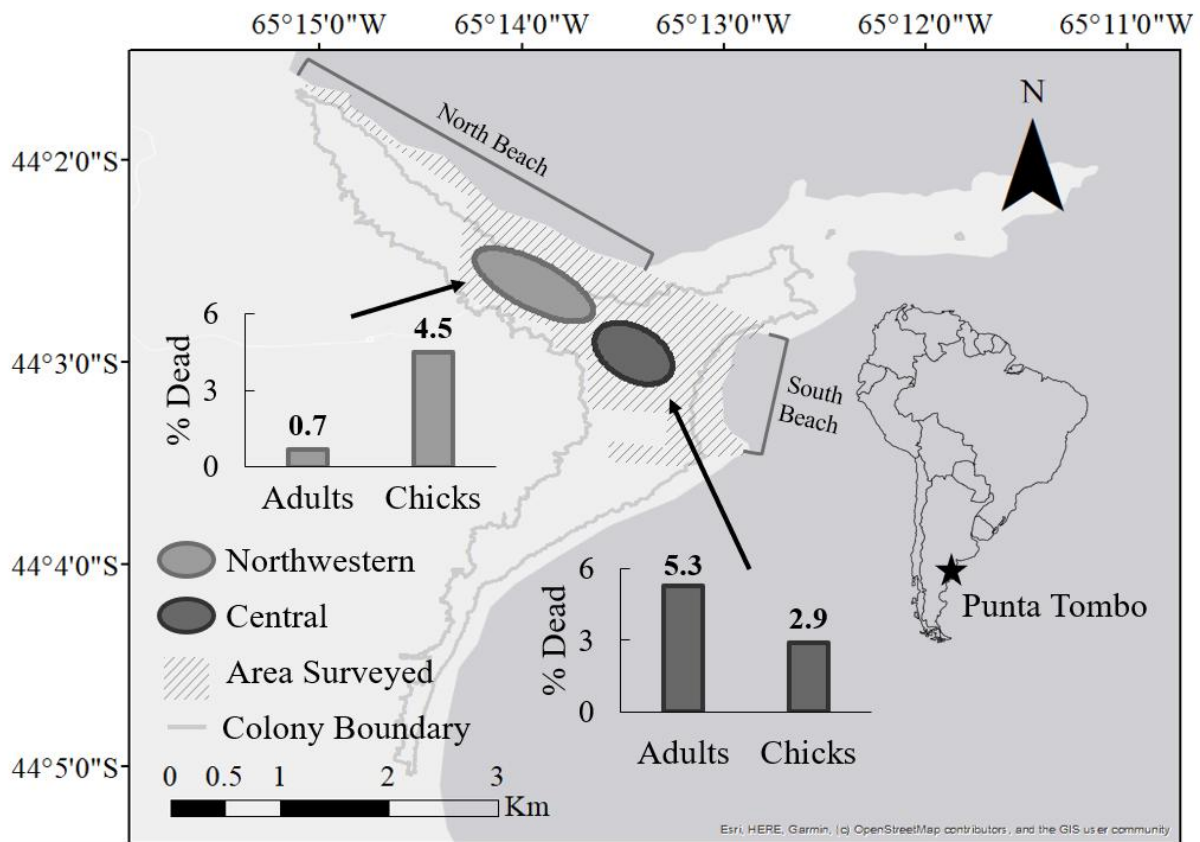 65°15'0"W 65°14'0"W 65°13'0"W 65°12'0"W 65°11'0"W
44°2'0"S
44°3'0"S
44°4'0"S
44°5'0"S
North Beach
N
South
Beach
% Dead
6
3
0
0.7
4.5
Adults Chicks
Northwestern
Central
Area Surveyed
Colony Boundary
0 0.5 1 2 3
Km
% Dead
6
3
0
5.3
2.9
Adults Chicks
Punta Tombo
Esri, HERE, Garmin, (c) OpenStreetMap contributors, and the GIS user community